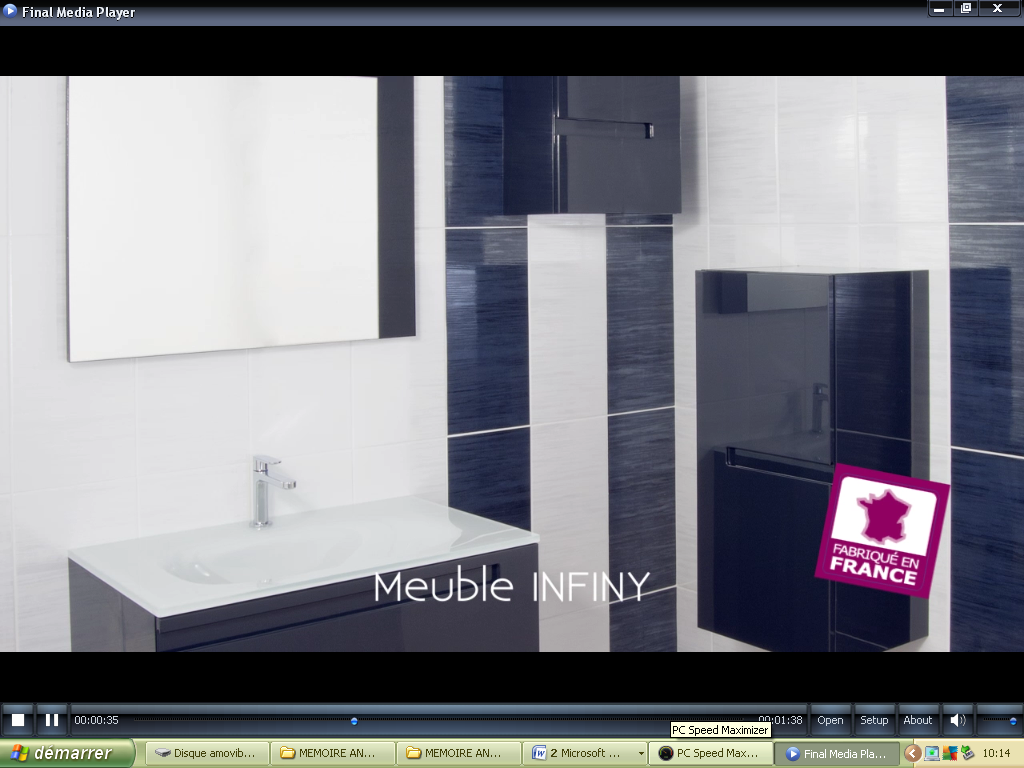 Final Media Player
Meuble INFINY
FABRIQUÉ EN
FRANCE
00:00:35
00:01:38
Open
Setup
About
PC Speed Maximizer
démarrer
Disque amovib...
MEMOIRE AN...
MEMOIRE AN...
2 Microsoft ...
PC Speed Max...
Final Media Pla...
10:14